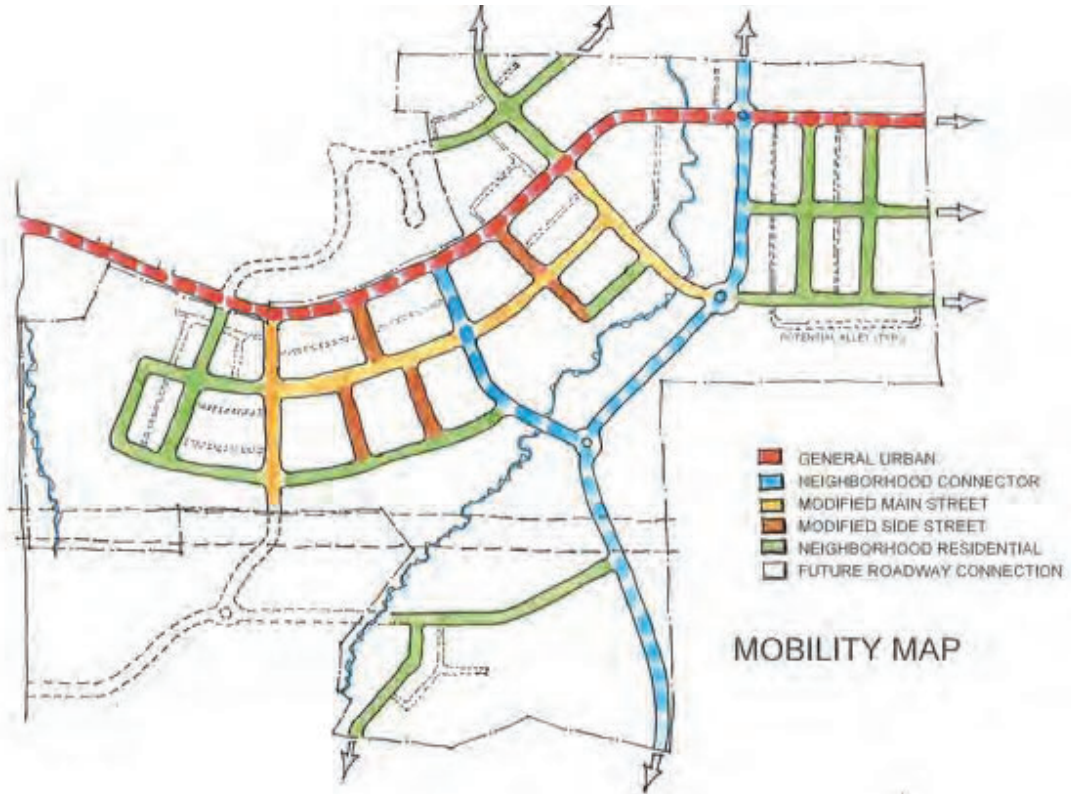 POTENTIAL ALLEY (TYP.)
GENERAL URBAN
NEIGHBORHOOD CONNECTOR
MODIFIED MAIN STREET
MODIFIED SIDE STREET
NEIGHBORHOOD RESIDENTIAL
FUTURE ROADWAY CONNECTION
MOBILITY MAP